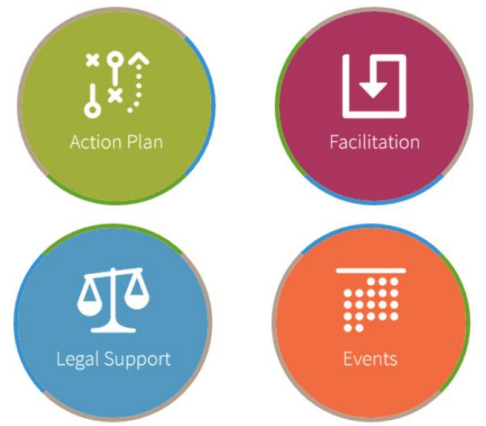 Action Plan
Facilitation
Legal Support
Events